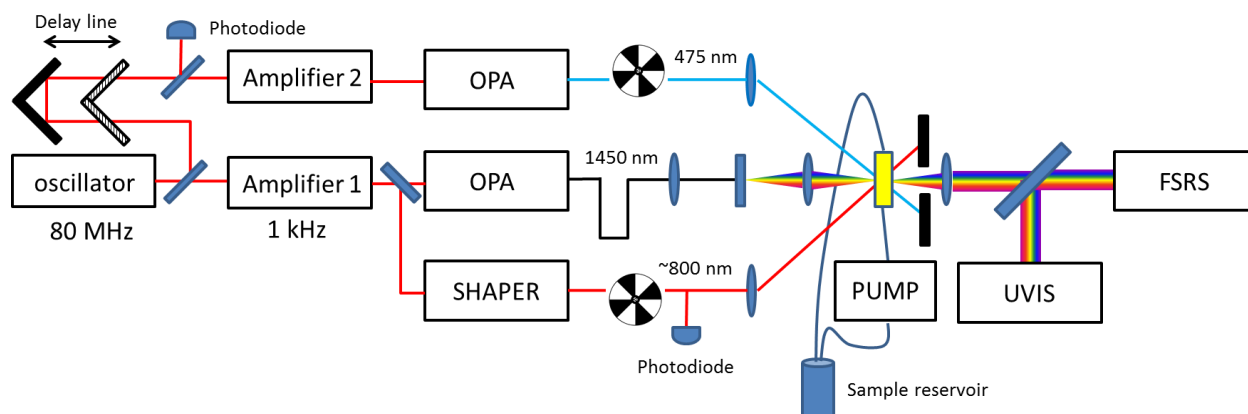 Delay line
Photodiode
Amplifier 2
OPA
475 nm
oscillator
80 MHz
Amplifier 1
1 kHz
OPA
1450 nm
FSRS
SHAPER
~800 nm
PUMP
UVIS
Photodiode
Sample reservoir